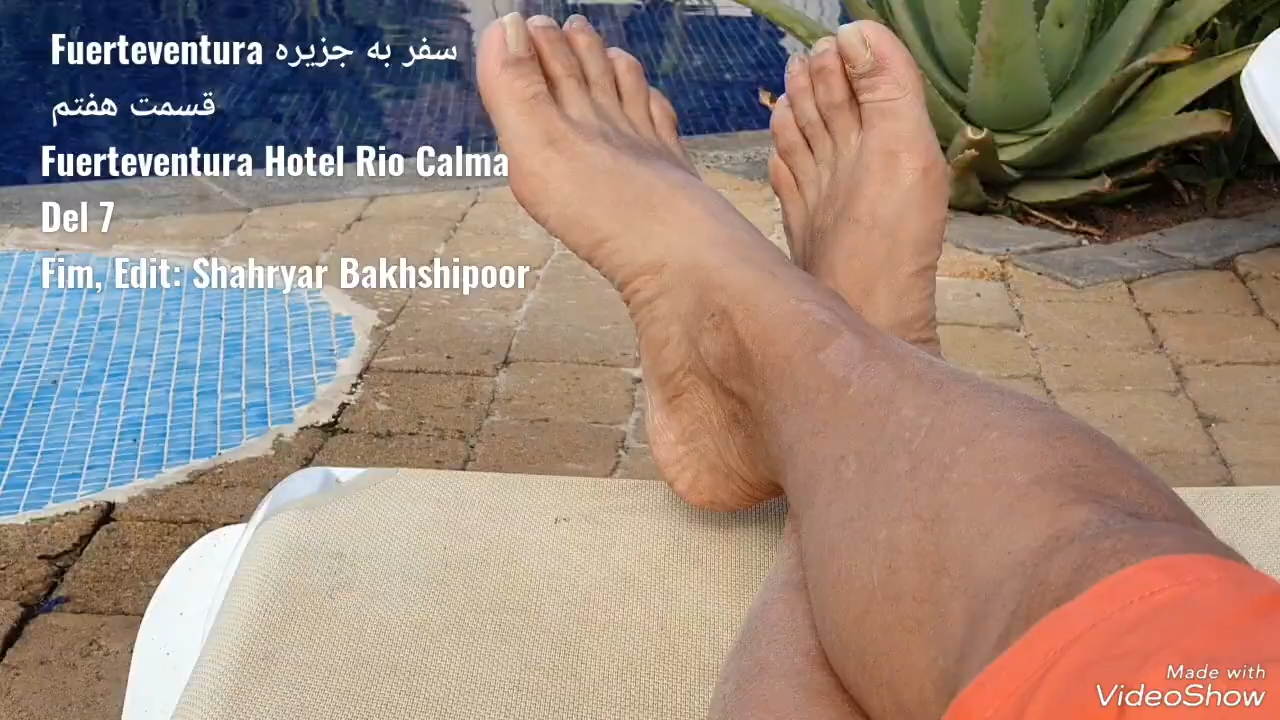 سفر به جزیره Fuerteventura
قسمت هفتم
Fuerteventura Hotel Rio Calma
Del 7
Fim, Edit: Shahryar Bakhshipoor
Made with
VideoShow